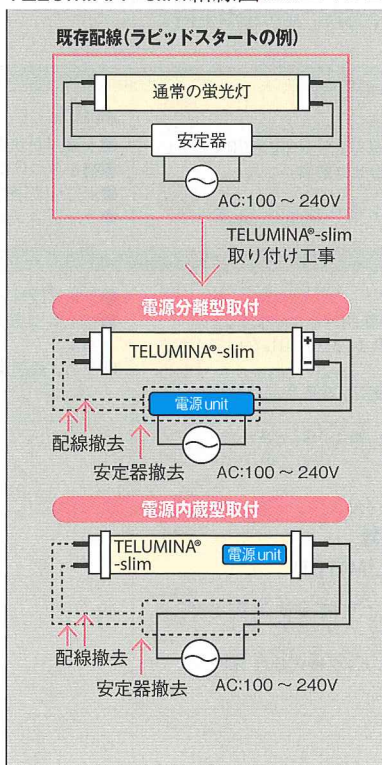 既存配線(ラピッドスタートの例)
通常の蛍光灯
安定器
AC:100～240V
TELUMINA®-slim
取り付け工事
電源分離型取付
TELUMINA®-slim
+
−
電源unit
配線撤去
安定器撤去
AC:100～240V
電源内蔵型取付
TELUMINA®
-slim
電源unit
配線撤去
安定器撤去
AC:100～240V